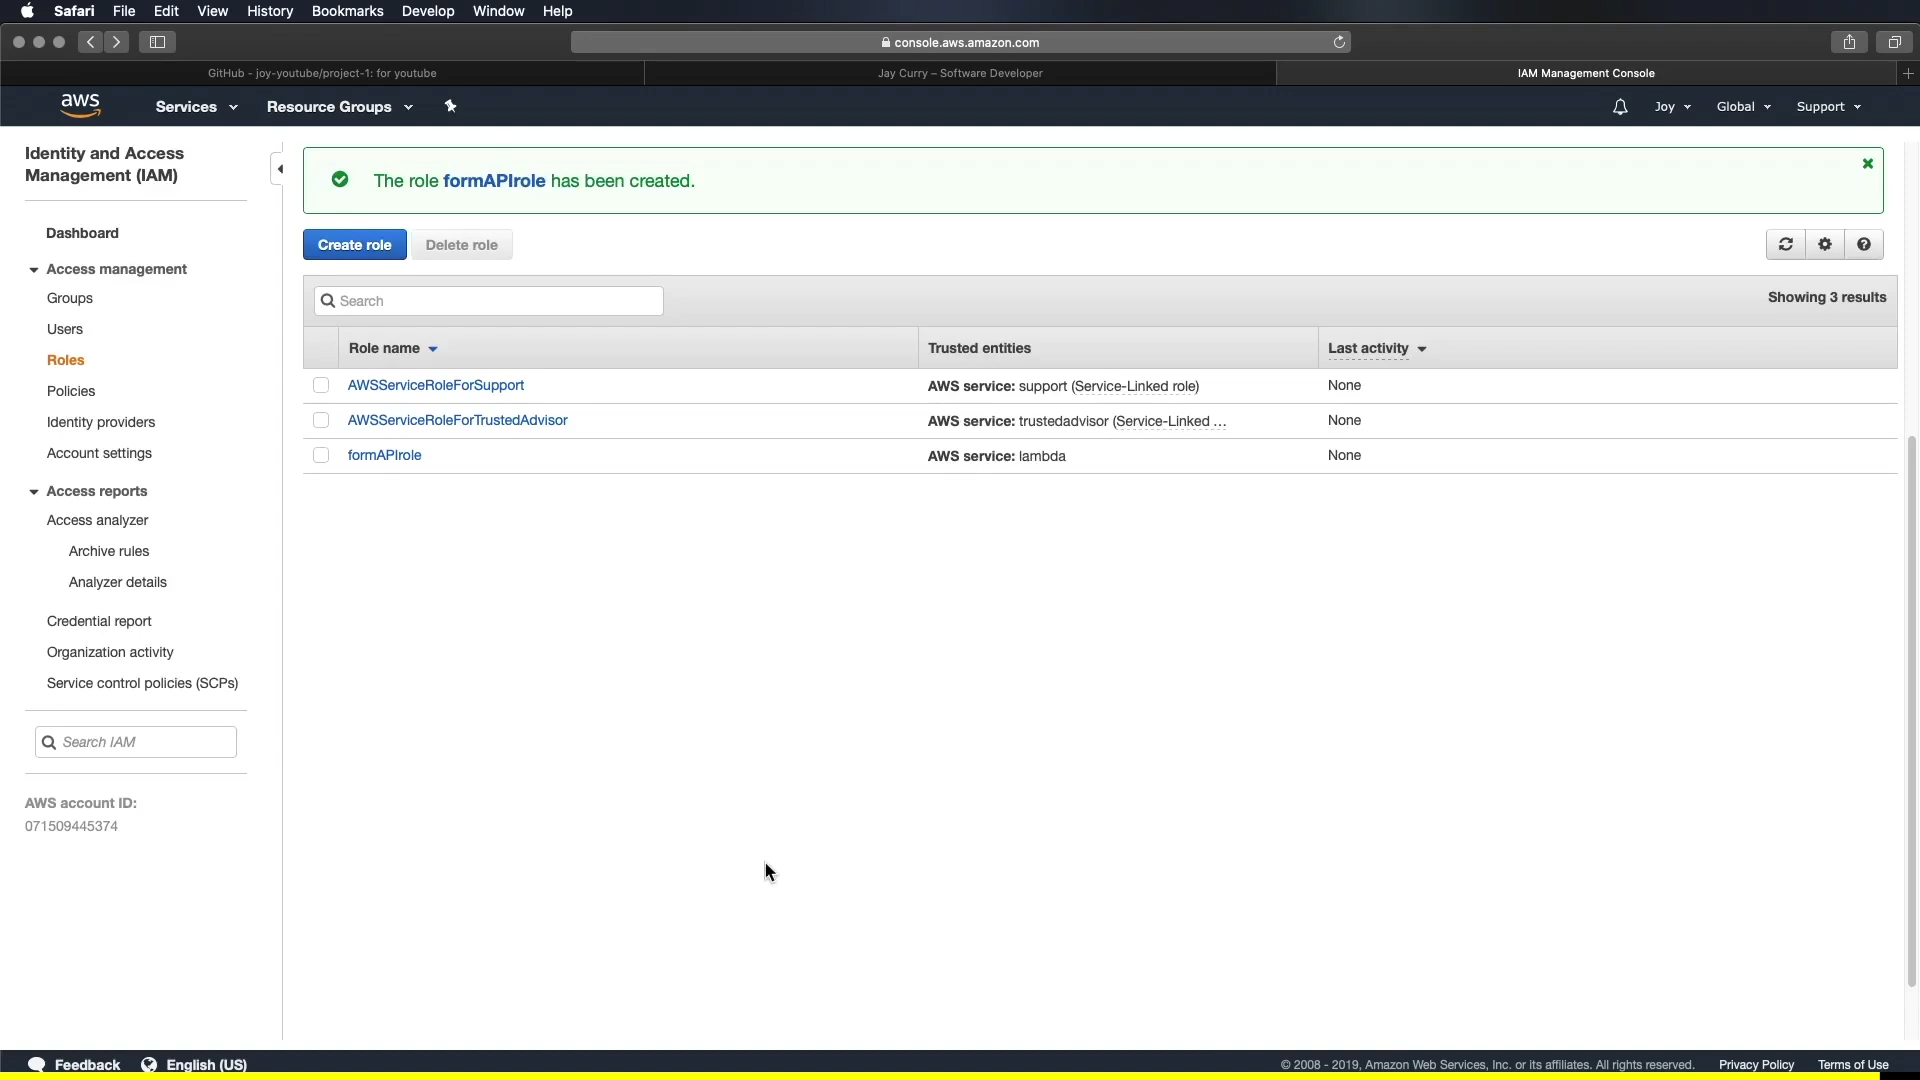 Safari File Edit View History Bookmarks Develop Window Help
console.aws.amazon.com
GitHub - joy-youtube/project-1: for youtube
Jay Curry – Software Developer
IAM Management Console
aws Services Resource Groups Joy Global Support
Identity and Access
Management (IAM)
Dashboard
Access management
Groups
Users
Roles
Policies
Identity providers
Account settings
Access reports
Access analyzer
Archive rules
Analyzer details
Credential report
Organization activity
Service control policies (SCPs)
Search IAM
AWS account ID:
071509445374
The role formAPIrole has been created.
Create role Delete role
Search
Showing 3 results
Role name Trusted entities Last activity
AWSServiceRoleForSupport AWS service: support (Service-Linked role) None
AWSServiceRoleForTrustedAdvisor AWS service: trustedadvisor (Service-Linked … None
formAPIrole AWS service: lambda None
Feedback English (US)
© 2008 - 2019, Amazon Web Services, Inc. or its affiliates. All rights reserved. Privacy Policy Terms of Use